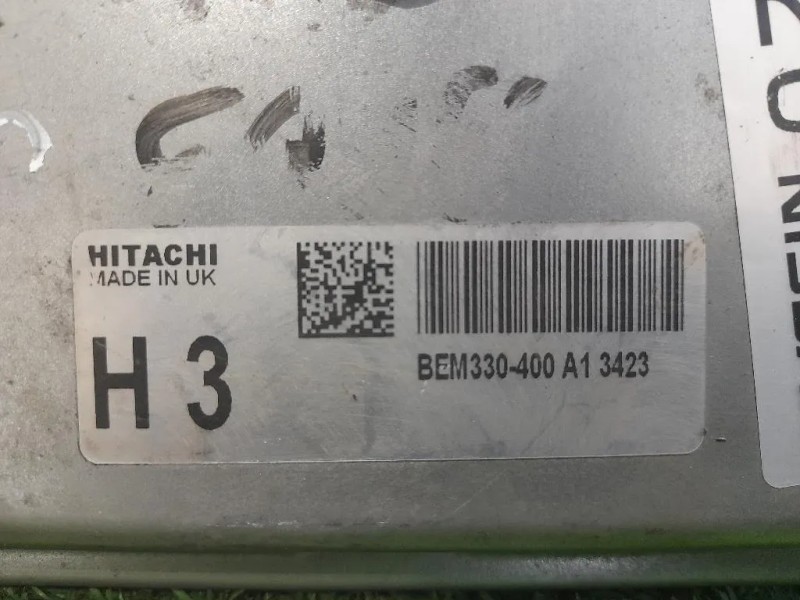 HITACHI
MADE IN UK
H 3
BEM330-400 A1 3423